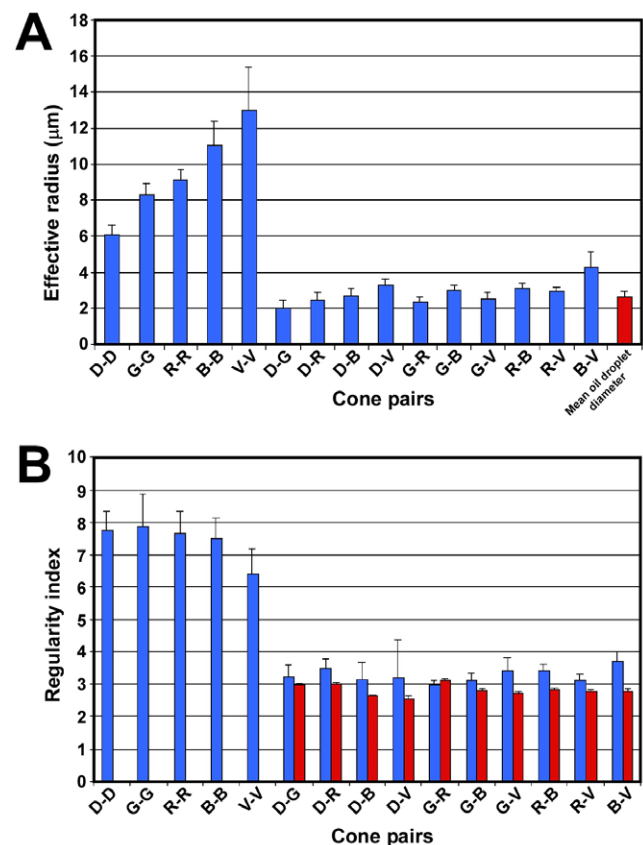 A
Effective radius (µm)
18
16
14
12
10
8
6
4
2
0
D-D G-G R-R B-B V-V D-G D-R D-B D-V G-R G-B G-V R-B R-V B-V Mean oil droplet
diameter
Cone pairs
B
Regularity index
10
9
8
7
6
5
4
3
2
1
0
D-D G-G R-R B-B V-V D-G D-R D-B D-V G-R G-B G-V R-B R-V B-V
Cone pairs